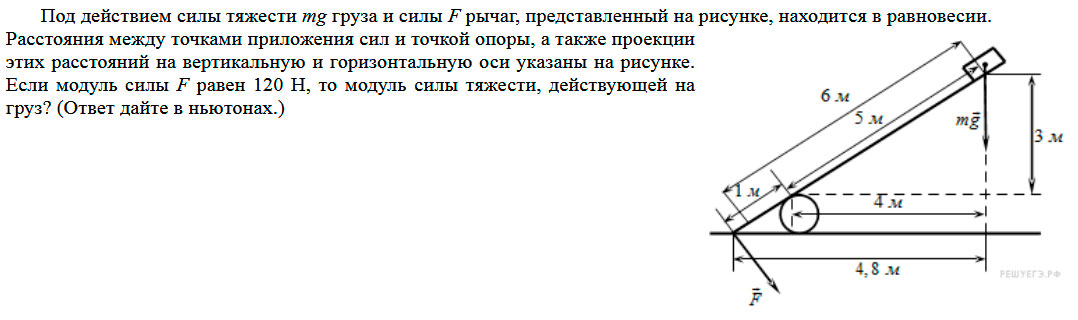 Под действием силы тяжести mg груза и силы F рычаг, представленный на рисунке, находится в равновесии.
Расстояния между точками приложения сил и точкой опоры, а также проекции
этих расстояний на вертикальную и горизонтальную оси указаны на рисунке.
Если модуль силы F равен 120 Н, то модуль силы тяжести, действующей на
груз? (Ответ дайте в ньютонах.)
6 м
5 м
mg
3 м
1 м
4 м
4,8 м
F
РЕШУЕГЭ.РФ